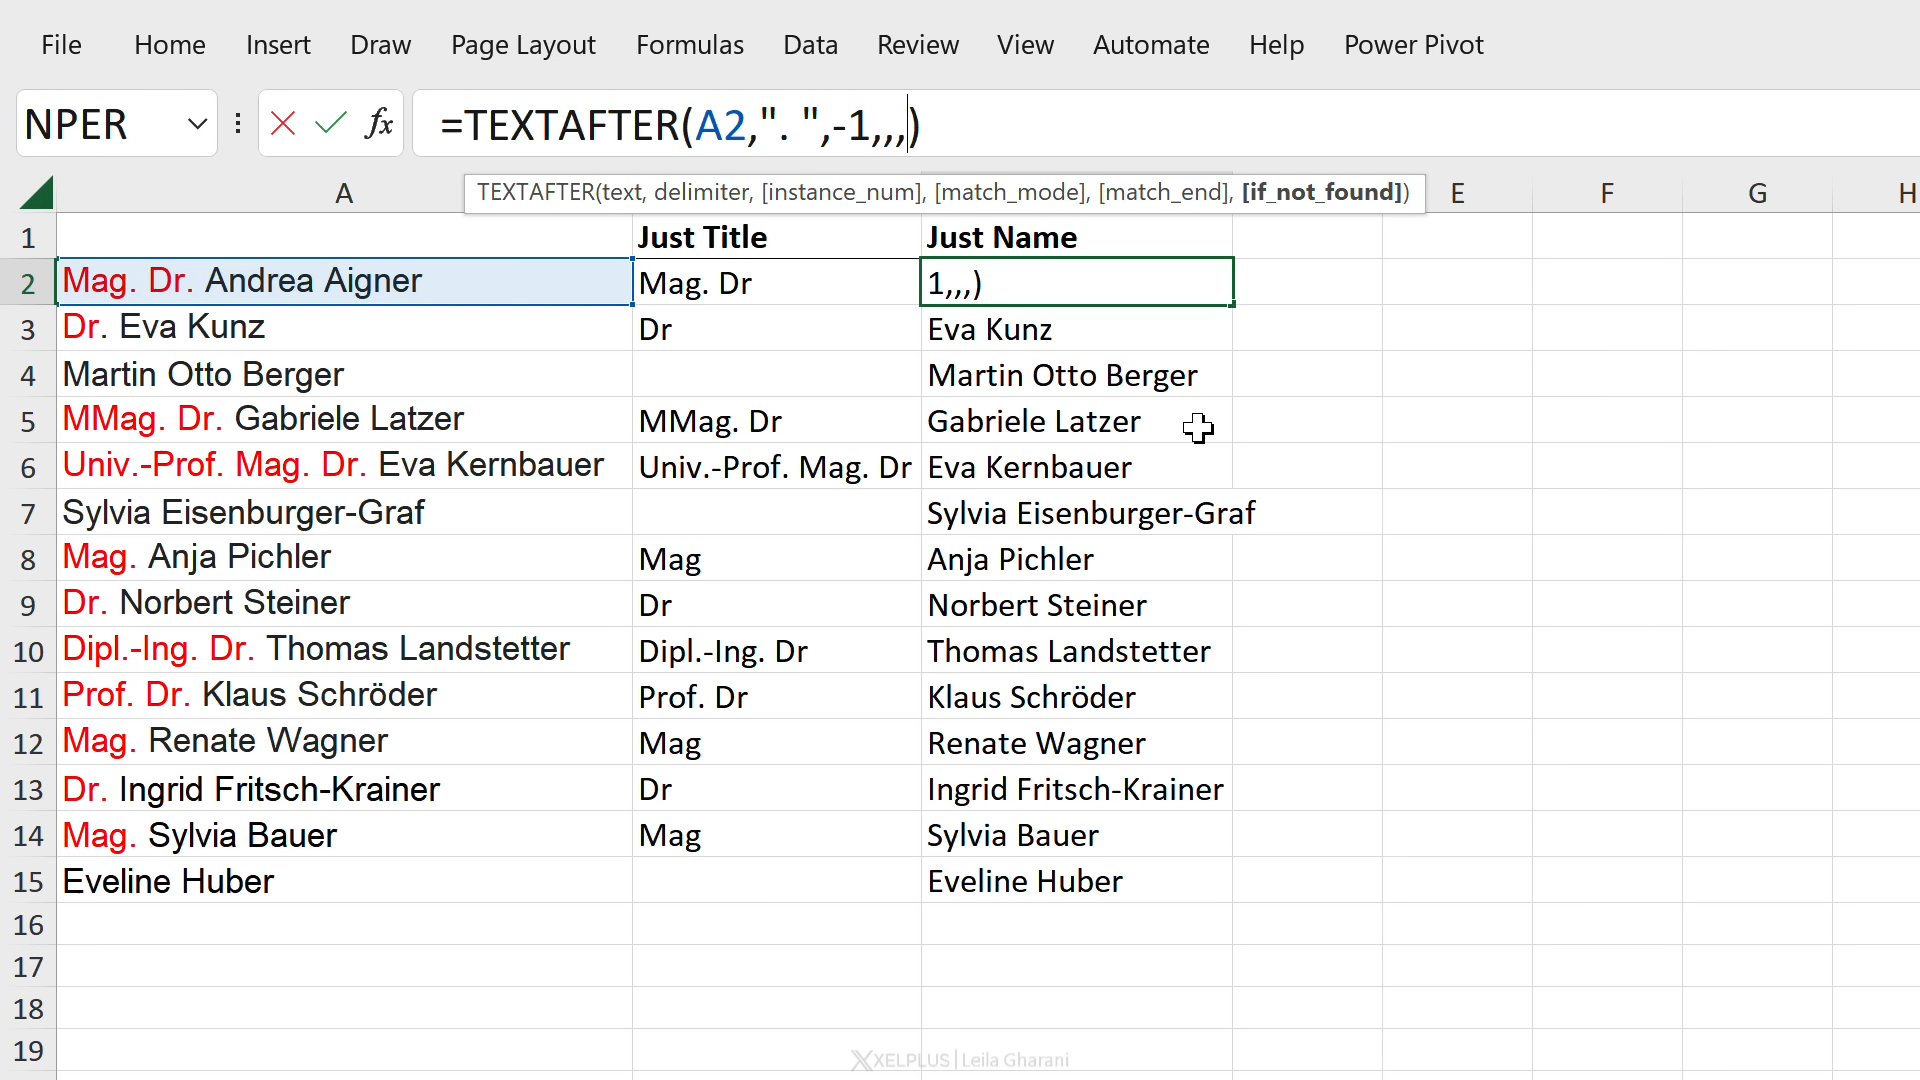 File Home Insert Draw Page Layout Formulas Data Review View Automate Help Power Pivot
NPER fx =TEXTAFTER(A2,". ",-1,,,)
TEXTAFTER(text, delimiter, [instance_num], [match_mode], [match_end], [if_not_found])
A E F G H
1 Just Title Just Name
2 Mag. Dr. Andrea Aigner Mag. Dr 1,,,)
3 Dr. Eva Kunz Dr Eva Kunz
4 Martin Otto Berger Martin Otto Berger
5 MMag. Dr. Gabriele Latzer MMag. Dr Gabriele Latzer
6 Univ.-Prof. Mag. Dr. Eva Kernbauer Univ.-Prof. Mag. Dr Eva Kernbauer
7 Sylvia Eisenburger-Graf Sylvia Eisenburger-Graf
8 Mag. Anja Pichler Mag Anja Pichler
9 Dr. Norbert Steiner Dr Norbert Steiner
10 Dipl.-Ing. Dr. Thomas Landstetter Dipl.-Ing. Dr Thomas Landstetter
11 Prof. Dr. Klaus Schröder Prof. Dr Klaus Schröder
12 Mag. Renate Wagner Mag Renate Wagner
13 Dr. Ingrid Fritsch-Krainer Dr Ingrid Fritsch-Krainer
14 Mag. Sylvia Bauer Mag Sylvia Bauer
15 Eveline Huber Eveline Huber
16
17
18
19
XELPLUS | Leila Gharani